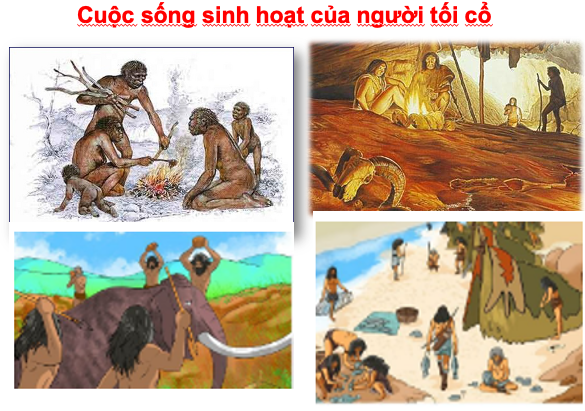 Cuộc sống sinh hoạt của người tối cổ